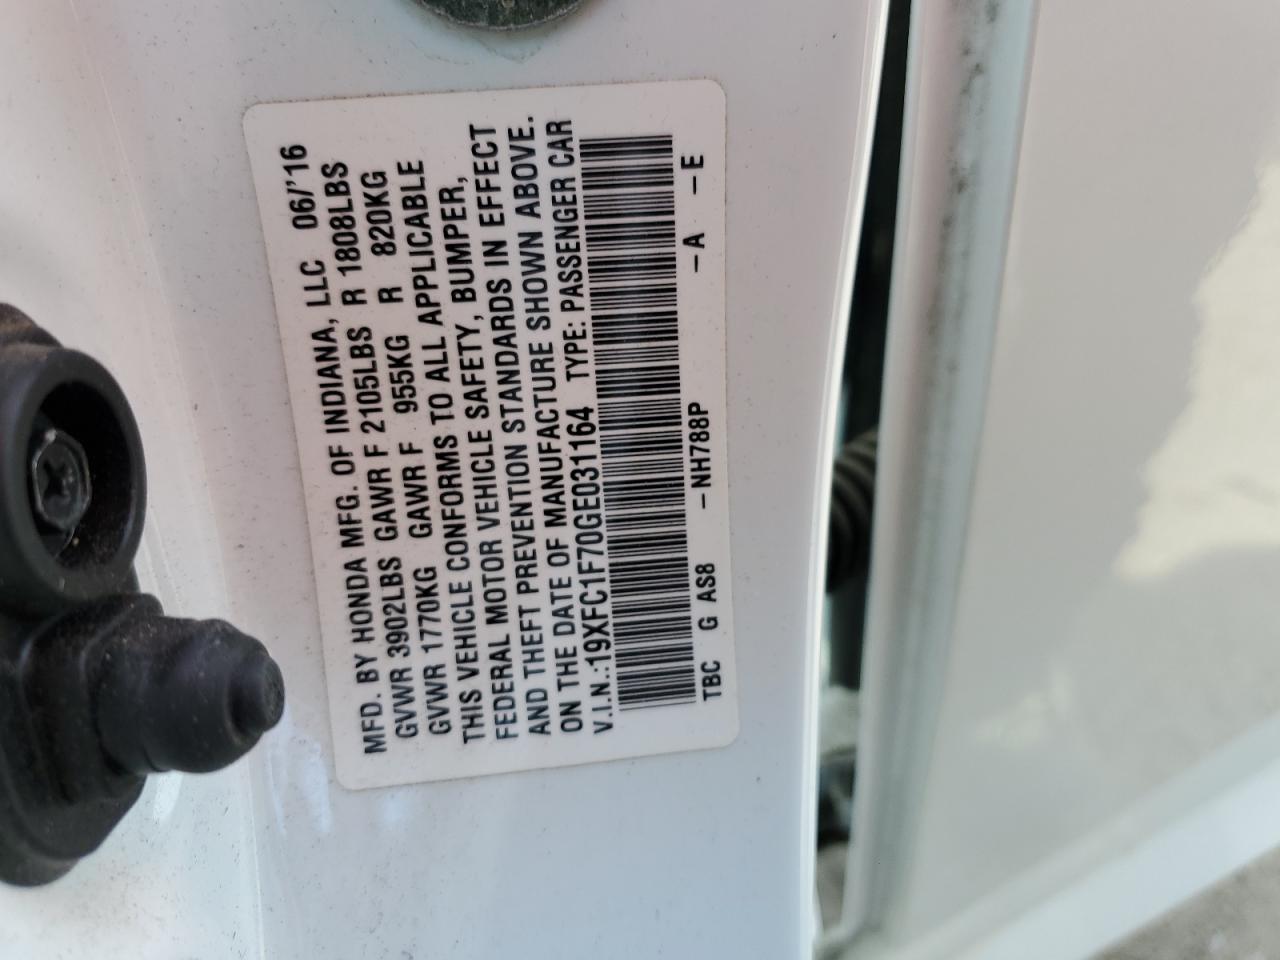 MFD. BY HONDA MFG. OF INDIANA, LLC 06/'16
GVWR 3902LBS GAWR F 2105LBS R 1808LBS
GVWR 1770KG GAWR F 955KG R 820KG
THIS VEHICLE CONFORMS TO ALL APPLICABLE
FEDERAL MOTOR VEHICLE SAFETY, BUMPER,
AND THEFT PREVENTION STANDARDS IN EFFECT
ON THE DATE OF MANUFACTURE SHOWN ABOVE.
V.I.N.:19XFC1F70GE031164 TYPE: PASSENGER CAR
TBC G AS8 -NH788P -A -E